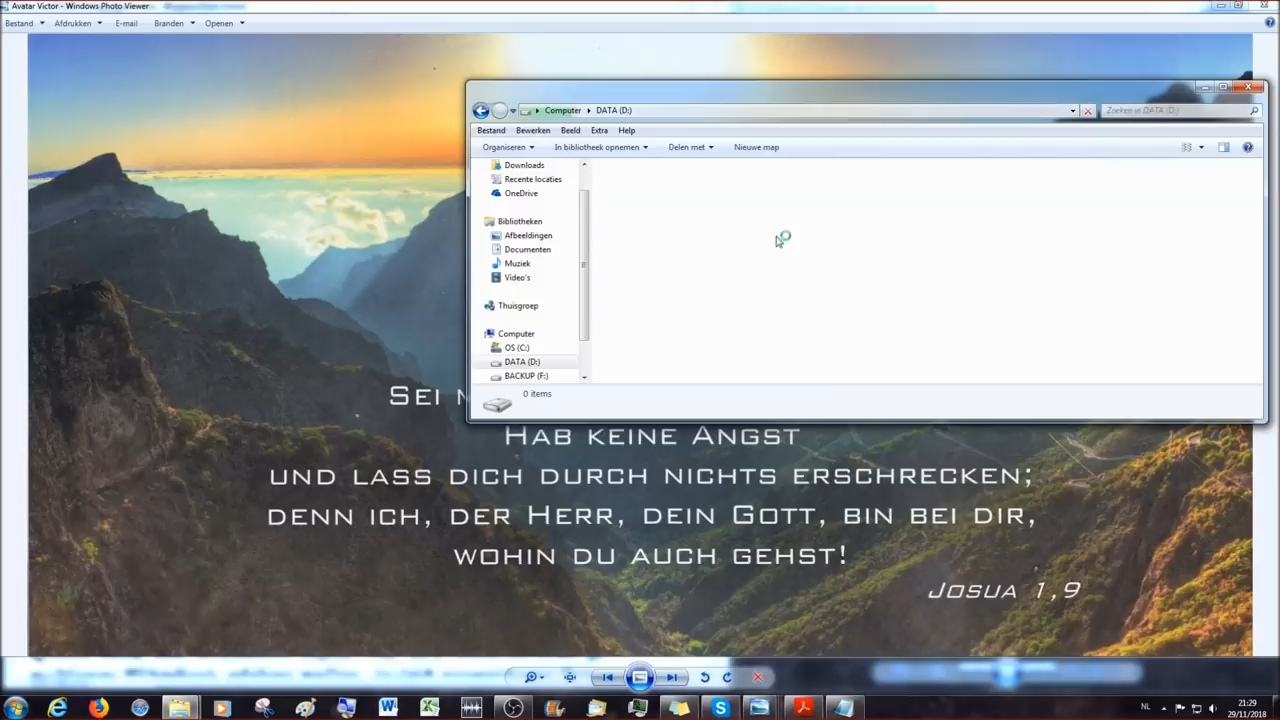 Avatar Victor - Windows Photo Viewer
Bestand Afdrukken E-mail Branden Openen
Computer DATA (D:) Zoeken in DATA (D:)
Bestand Bewerken Beeld Extra Help
Organiseren In bibliotheek opnemen Delen met Nieuwe map
Downloads
Recente locaties
OneDrive
Bibliotheken
Afbeeldingen
Documenten
Muziek
Video's
Thuisgroep
Computer
OS (C:)
DATA (D:)
BACKUP (F:)
0 items
Sei
Hab keine Angst
und lass dich durch nichts erschrecken;
denn ich, der Herr, dein Gott, bin bei dir,
wohin du auch gehst!
Josua 1,9
NL
21:29
29/11/2018